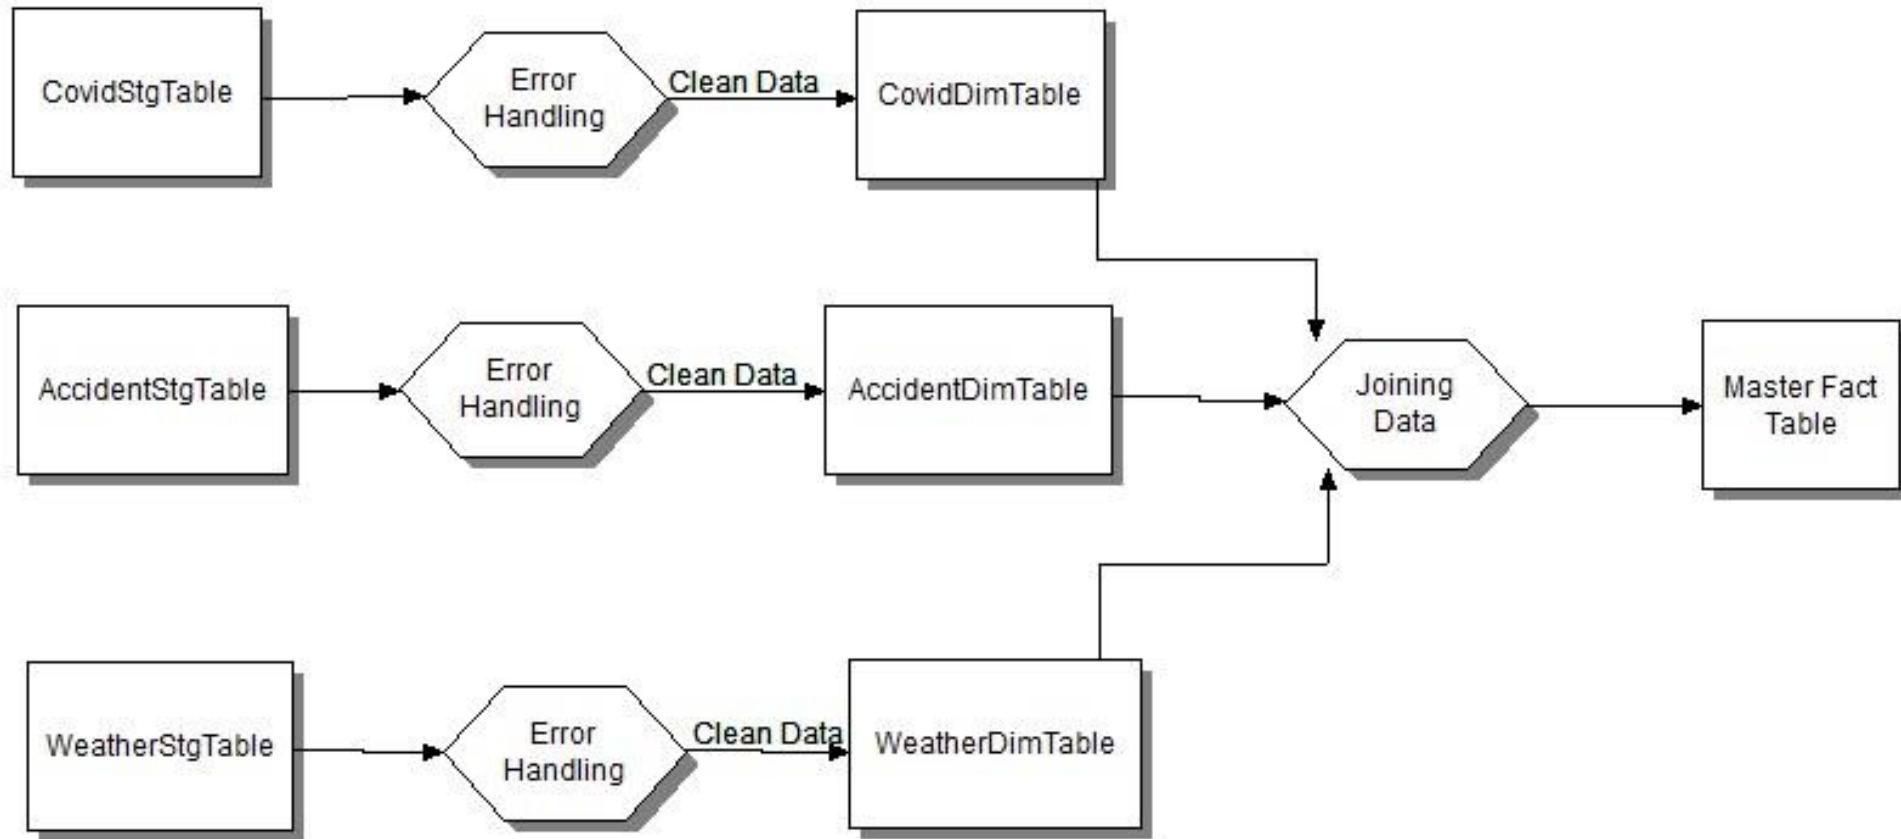 CovidStgTable
Error
Handling
Clean Data
CovidDimTable
AccidentStgTable
Error
Handling
Clean Data
AccidentDimTable
Joining
Data
Master Fact
Table
WeatherStgTable
Error
Handling
Clean Data
WeatherDimTable